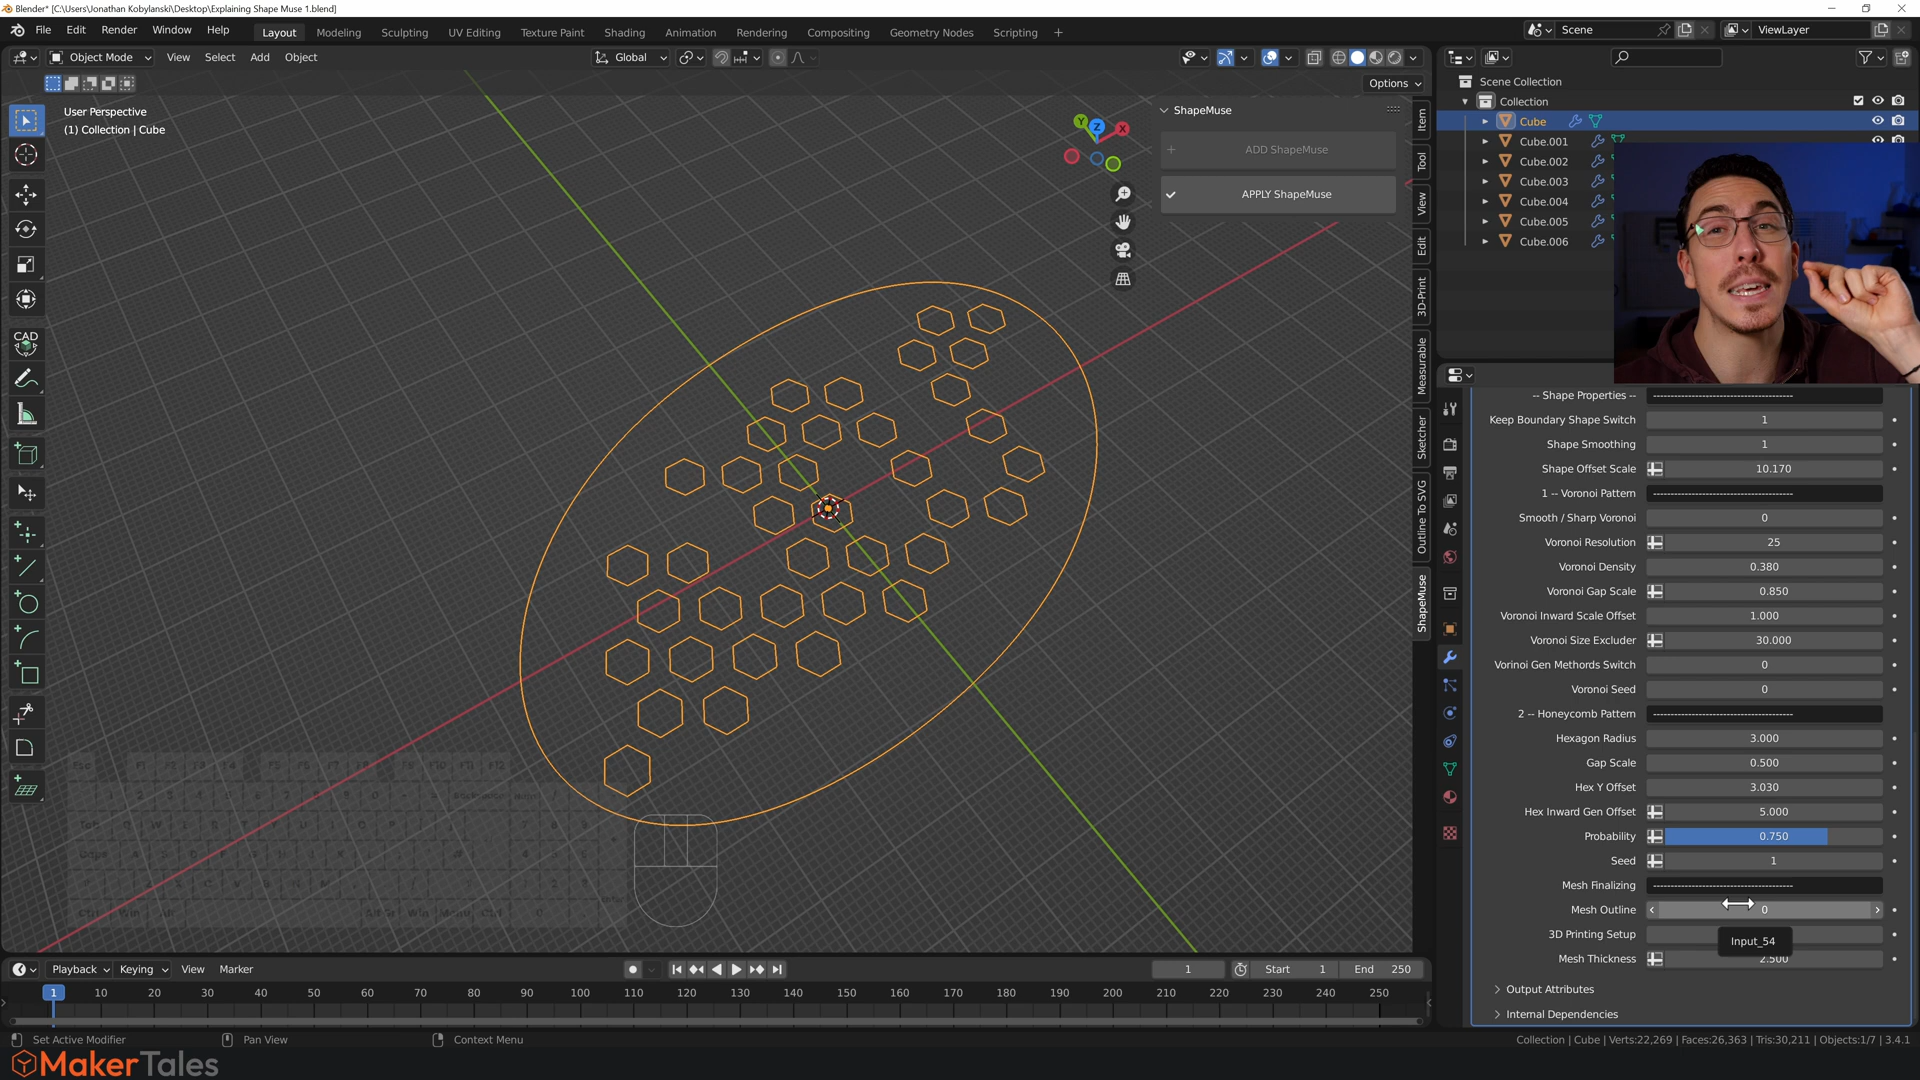 Blender* [C:\Users\Jonathan Kobylanski\Desktop\Explaining Shape Muse 1.blend]
File Edit Render Window Help
Layout Modeling Sculpting UV Editing Texture Paint Shading Animation Rendering Compositing Geometry Nodes Scripting +
Scene
ViewLayer
Object Mode View Select Add Object
Global
Options
User Perspective
(1) Collection | Cube
Y Z X
ShapeMuse
ADD ShapeMuse
APPLY ShapeMuse
Item
Tool
View
Edit
3D-Print
Measurable
Sketcher
Outline To SVG
ShapeMuse
CAD
Scene Collection
Collection
Cube
Cube.001
Cube.002
Cube.003
Cube.004
Cube.005
Cube.006
-- Shape Properties -- ----------------------------------------
Keep Boundary Shape Switch 1
Shape Smoothing 1
Shape Offset Scale 10.170
1 -- Voronoi Pattern ----------------------------------------
Smooth / Sharp Voronoi 0
Voronoi Resolution 25
Voronoi Density 0.380
Voronoi Gap Scale 0.850
Voronoi Inward Scale Offset 1.000
Voronoi Size Excluder 30.000
Vorinoi Gen Methords Switch 0
Voronoi Seed 0
2 -- Honeycomb Pattern ----------------------------------------
Hexagon Radius 3.000
Gap Scale 0.500
Hex Y Offset 3.030
Hex Inward Gen Offset 5.000
Probability 0.750
Seed 1
Mesh Finalizing ----------------------------------------
Mesh Outline 0
3D Printing Setup
Input_54
Mesh Thickness 2.500
Output Attributes
Internal Dependencies
Playback Keying View Marker
1 Start 1 End 250
1 10 20 30 40 50 60 70 80 90 100 110 120 130 140 150 160 170 180 190 200 210 220 230 240 250
Set Active Modifier Pan View Context Menu
Collection | Cube | Verts:22,269 | Faces:26,363 | Tris:30,211 | Objects:1/7 | 3.4.1
MakerTales